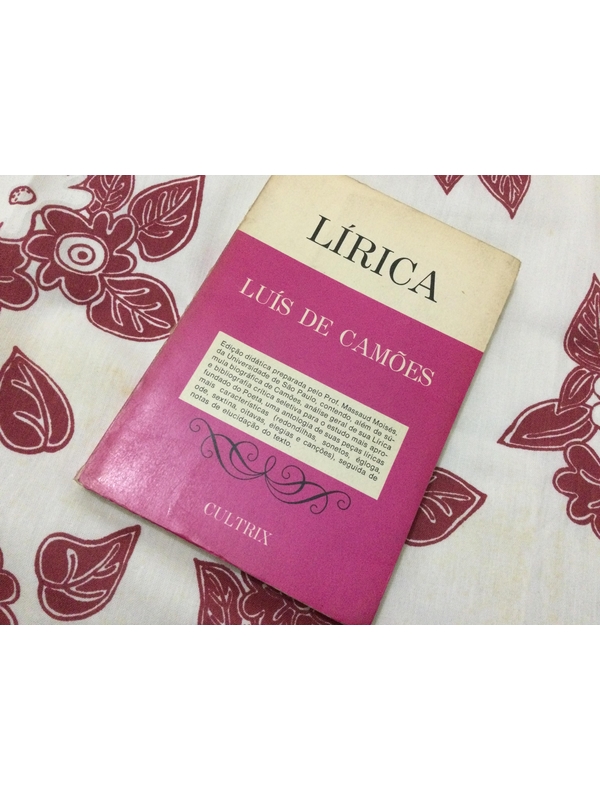 LÍRICA
LUÍS DE CAMÕES
Edição didática preparada pelo Prof. Massaud Moisés,
da Universidade de São Paulo, contendo, além de sú-
mula biográfica de Camões, análise geral de sua Lírica
e bibliografia crítica seletiva para o estudo mais apro-
fundado do Poeta, uma antologia de suas peças líricas
mais características (redondilhas, sonetos, égloga,
ode, sextina, oitavas, elegias e canções), seguida de
notas de elucidação do texto.
CULTRIX